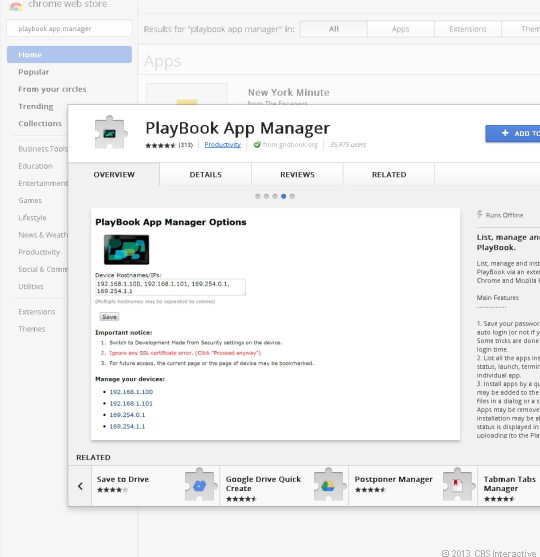 chrome web store
playbook app manager
Results for "playbook app manager" in:
All
Apps
Extensions
Them
Home
Popular
From your circles
Trending
Collections
Business Tools
Education
Entertainment
Games
Lifestyle
News & Weath
Productivity
Social & Comm
Utilities
Extensions
Themes
Apps
New York Minute
from The Escapers
PlayBook App Manager
(313)
Productivity
from gridbook.org
35,975 users
ADD TO
OVERVIEW
DETAILS
REVIEWS
RELATED
PlayBook App Manager Options
Device Hostnames/IPs:
192.168.1.100, 192.168.1.101, 169.254.0.1,
169.254.1.1
(Multiple hostnames may be separated by comma)
Save
Important notice:
1. Switch to Development Mode from Security settings on the device.
2. Ignore any SSL certificate error. (Click "Proceed anyway")
3. For future access, the current page or the page of device may be bookmarked.
Manage your devices:
• 192.168.1.100
• 192.168.1.101
• 169.254.0.1
• 169.254.1.1
Runs Offline
List, manage and
PlayBook.
List, manage and inst
PlayBook via an exter
Chrome and Mozilla F
Main Features
1. Save your passwor
auto login (or not if y
Some tricks are done
login time.
2. List all the apps ins
status, launch, termin
individual app.
3. Install apps by a qu
may be added to the
files in a dialog or a s
Apps may be remove
installation may be al
status is displayed in
uploading (to the Play
RELATED
Save to Drive
Google Drive Quick
Create
Postponer Manager
Tabman Tabs
Manager
© 2013 CBS Interactive